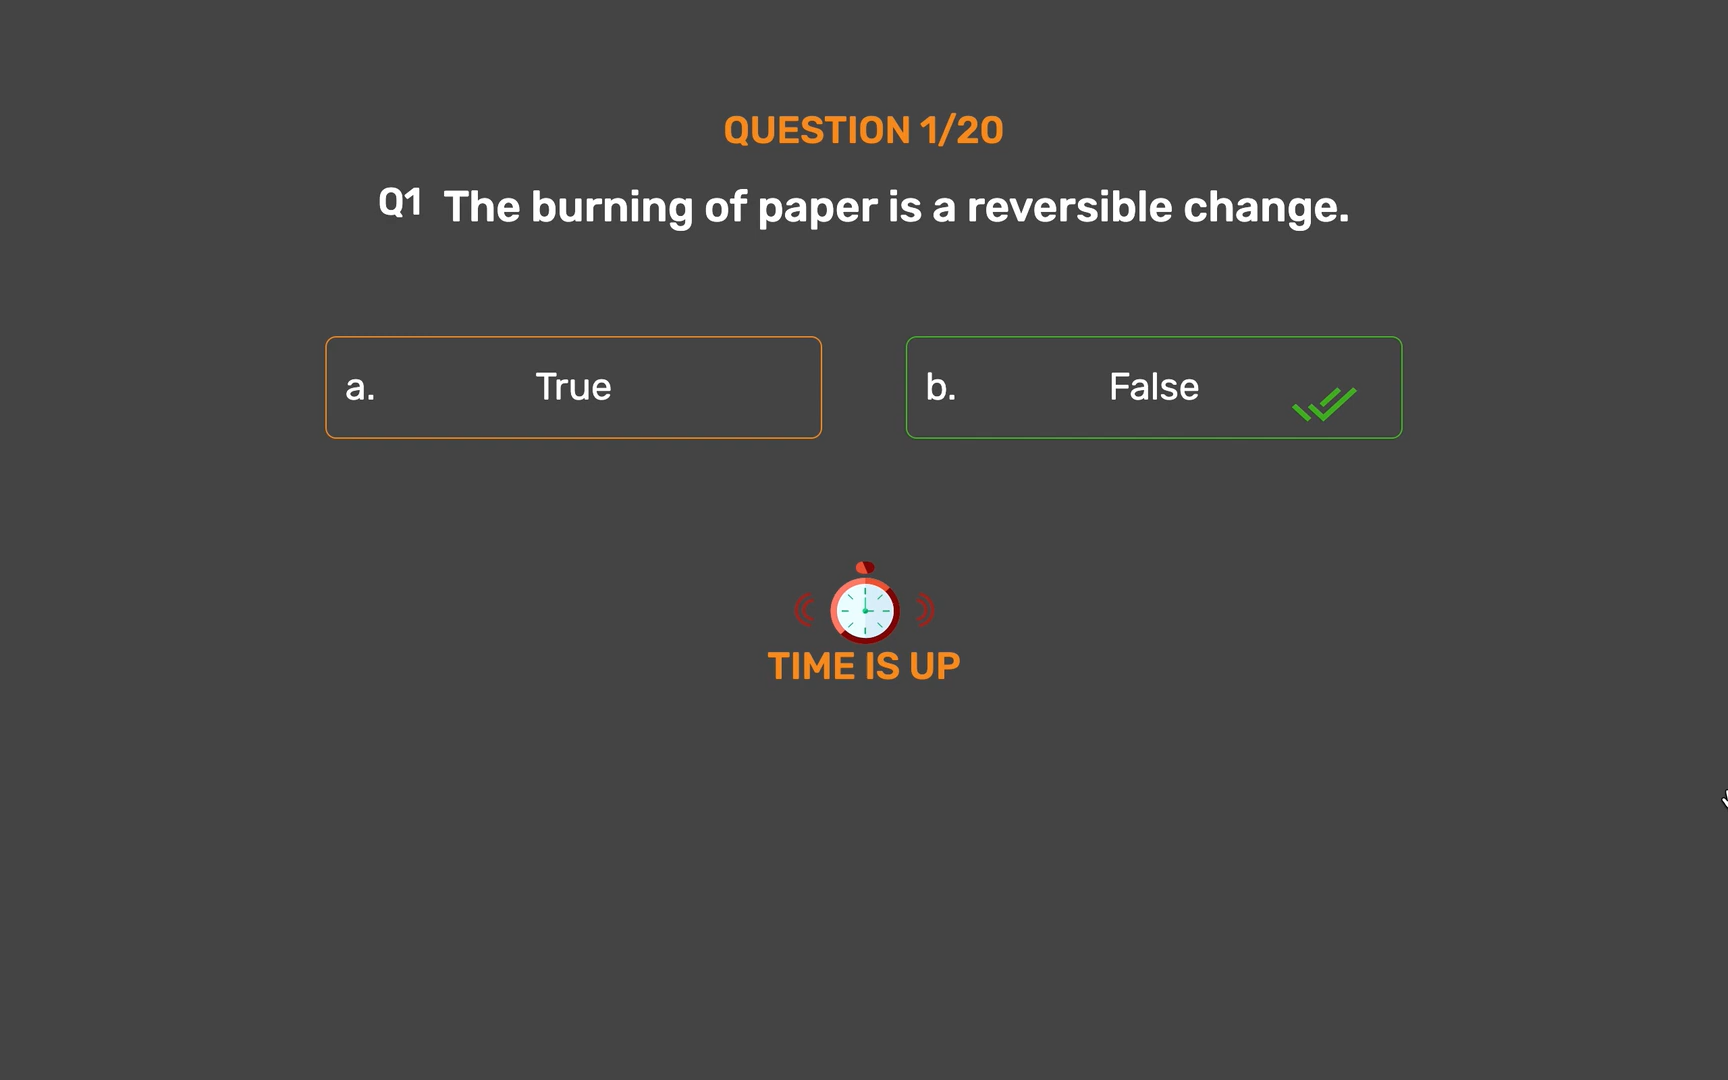 QUESTION 1/20
Q1 The burning of paper is a reversible change.
a. True
b. False
TIME IS UP